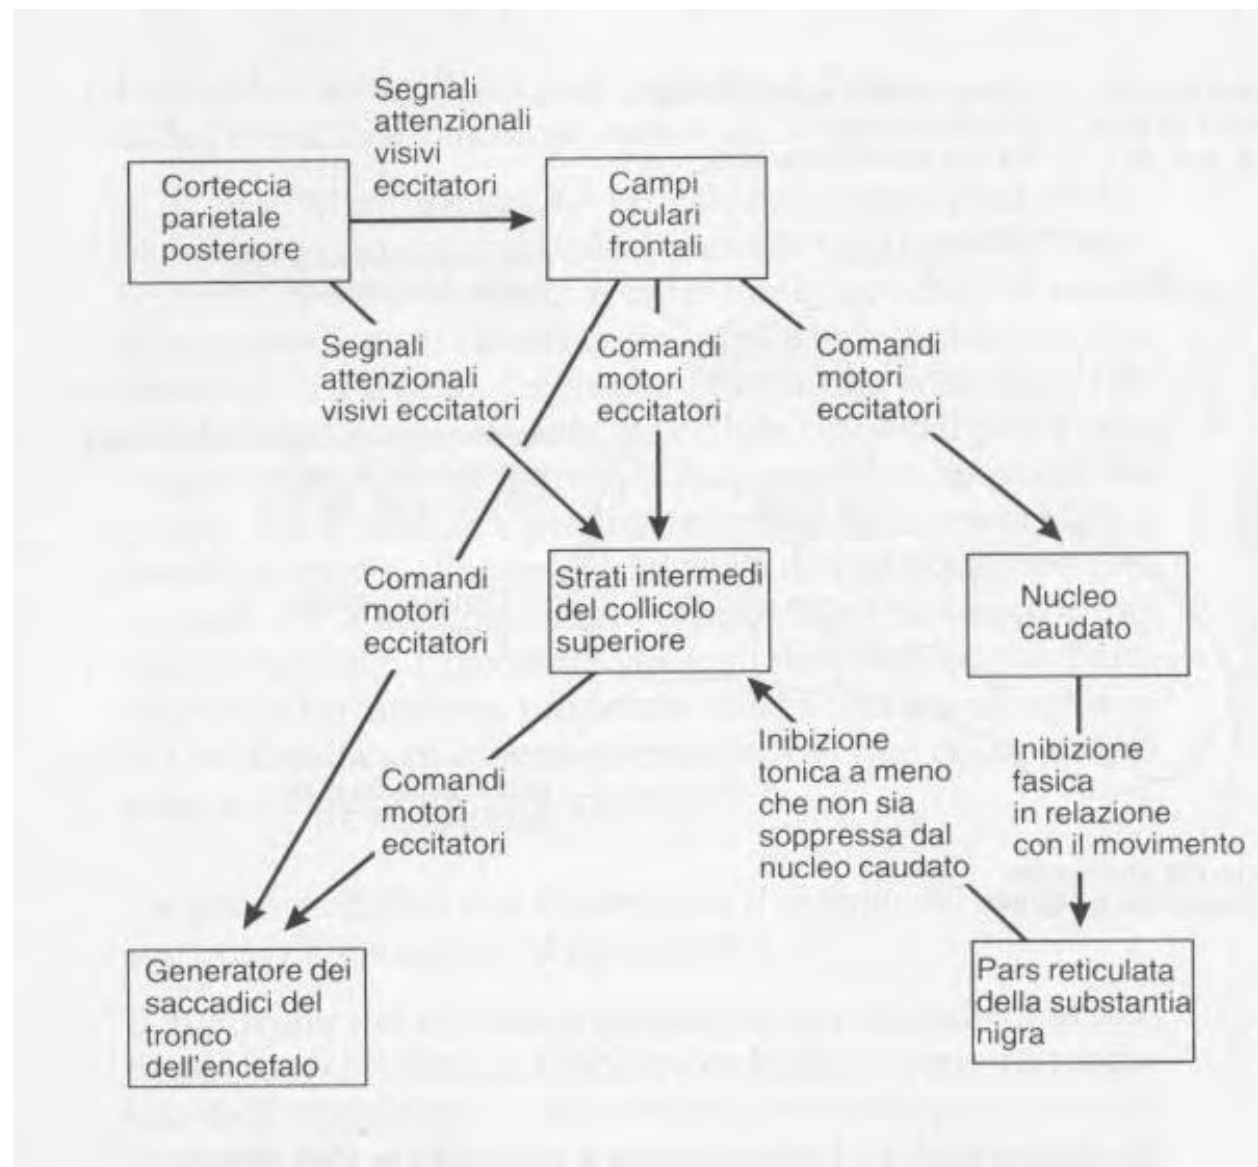 Segnali
attenzionali
visivi
eccitatori
Corteccia
parietale
posteriore
Campi
oculari
frontali
Segnali
attenzionali
visivi eccitatori
Comandi
motori
eccitatori
Comandi
motori
eccitatori
Comandi
motori
eccitatori
Strati intermedi
del collicolo
superiore
Nucleo
caudato
Comandi
motori
eccitatori
Inibizione
tonica a meno
che non sia
soppressa dal
nucleo caudato
Inibizione
fasica
in relazione
con il movimento
Generatore dei
saccadici del
tronco
dell'encefalo
Pars reticulata
della substantia
nigra